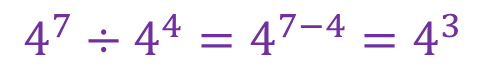 4⁷ ÷ 4⁴ = 4⁷⁻⁴ = 4³